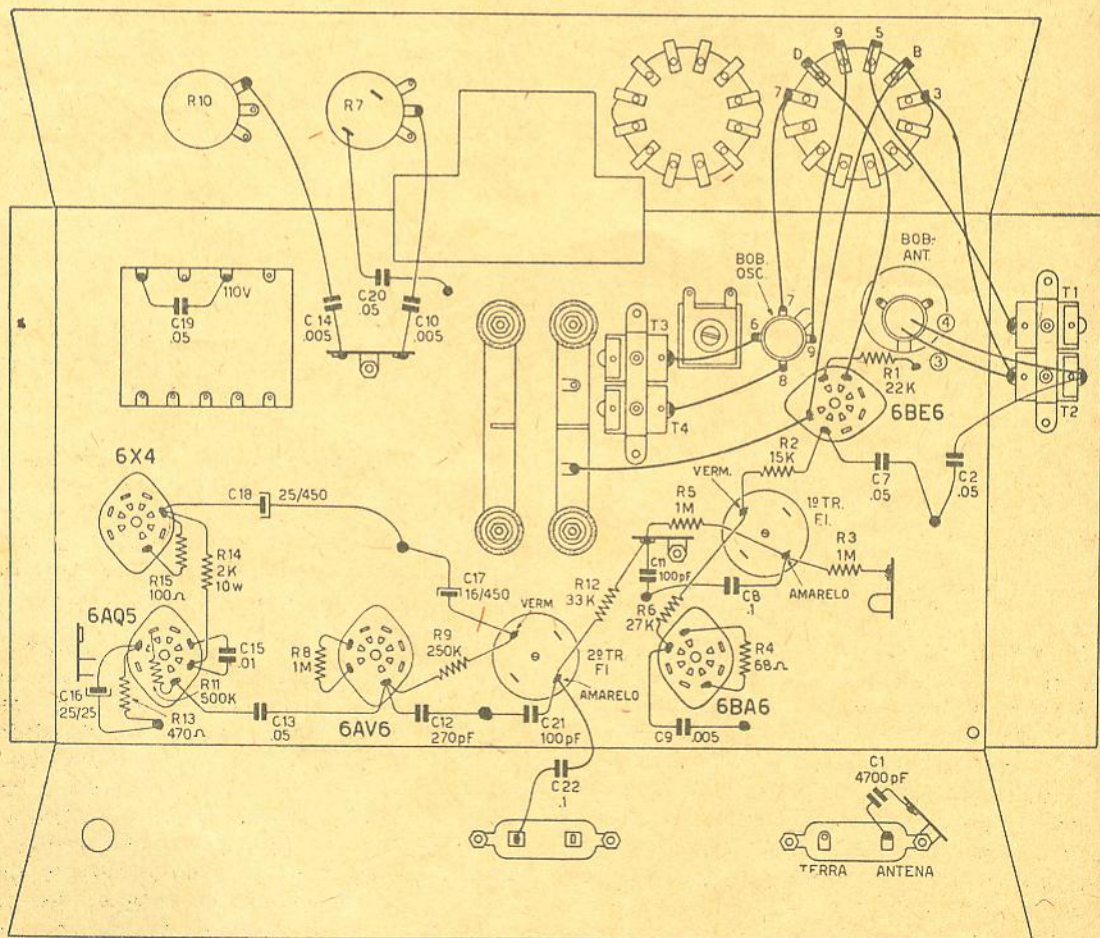 D
9
5
B
7
3
R10
R7
110V
C19
.05
C20
.05
C14
.005
C10
.005
BOB.
OSC.
7
6
9
8
BOB.
ANT.
4
3
T1
T2
T3
T4
R1
22K
6BE6
R2
15K
C7
.05
C2
.05
6X4
C18
25/450
R15
100Ω
R14
2K
10W
VERM.
R5
1M
1º TR.
F.I.
R3
1M
C11
100pF
C8
.1
AMARELO
C17
16/450
R12
33K
R6
27K
6AQ5
C15
.01
R11
500K
C16
25/25
R13
470Ω
R8
1M
R9
250K
VERM.
2º TR.
FI
AMARELO
R4
68Ω
6BA6
C13
.05
6AV6
C12
270pF
C21
100pF
C9
.005
C22
.1
C1
4700pF
TERRA
ANTENA